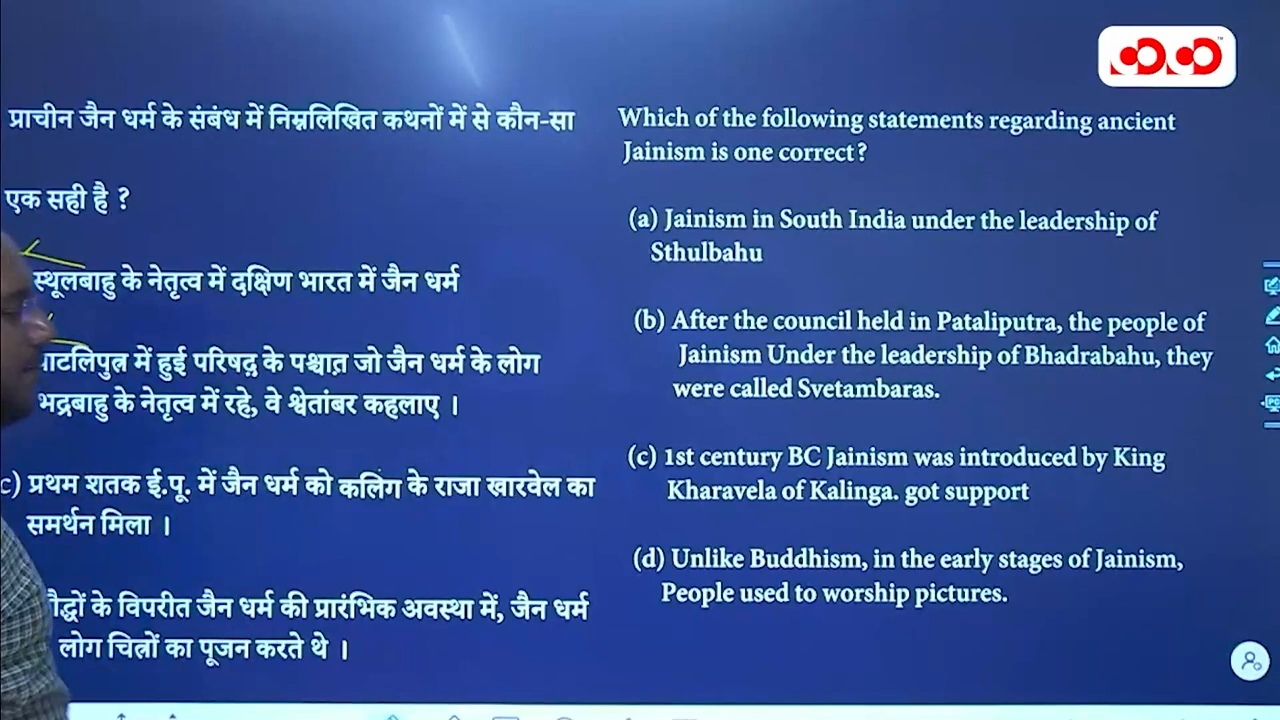 प्राचीन जैन धर्म के संबंध में निम्नलिखित कथनों में से कौन-सा
एक सही है ?
स्थूलबाहु के नेतृत्व में दक्षिण भारत में जैन धर्म
में हुई परिषद् के पश्चात् जो जैन धर्म के लोग
भद्रबाहु के नेतृत्व में रहे, वे श्वेतांबर कहलाए ।
c) प्रथम शतक ई.पू. में जैन धर्म को कलिंग के राजा खारवेल का
समर्थन मिला ।
के विपरीत जैन धर्म की प्रारंभिक अवस्था में, जैन धर्म
लोग चित्रों का पूजन करते थे ।
Which of the following statements regarding ancient
Jainism is one correct?
(a) Jainism in South India under the leadership of
Sthulbahu
(b) After the council held in Pataliputra, the people of
Jainism Under the leadership of Bhadrabahu, they
were called Svetambaras.
(c) 1st century BC Jainism was introduced by King
Kharavela of Kalinga. got support
(d) Unlike Buddhism, in the early stages of Jainism,
People used to worship pictures.